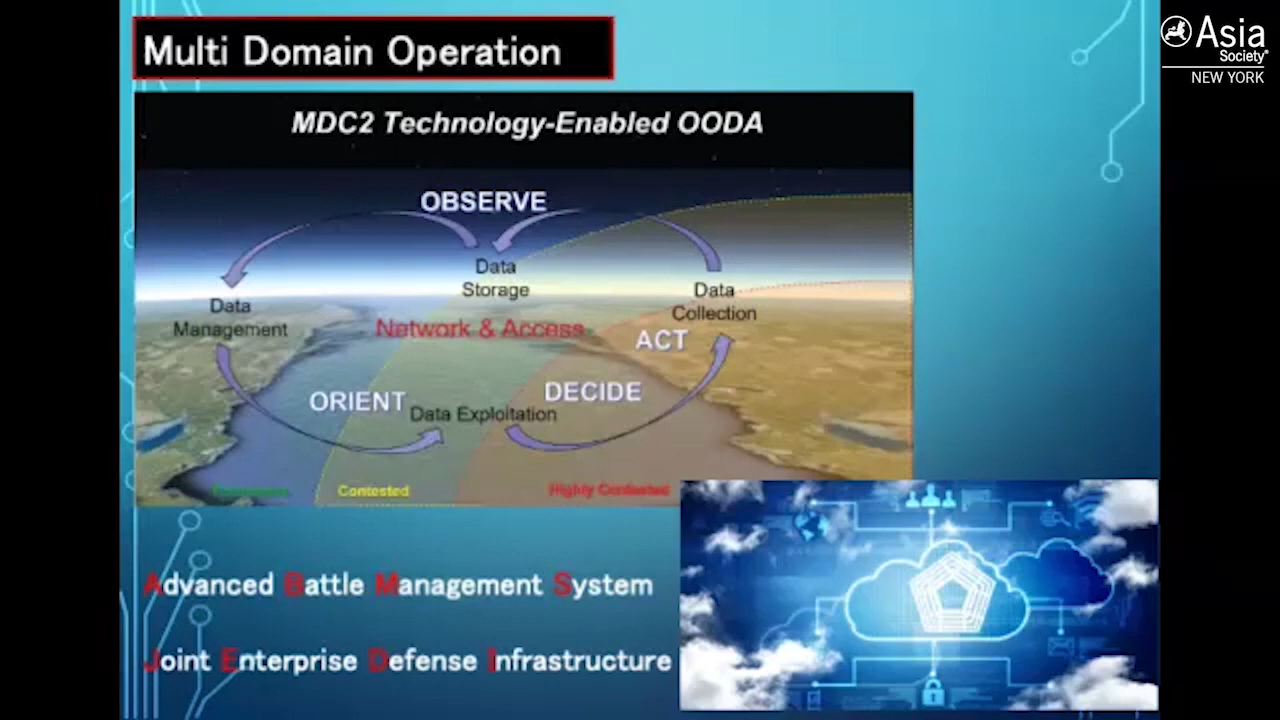 Multi Domain Operation
Asia
Society
NEW YORK
MDC2 Technology-Enabled OODA
OBSERVE
Data
Storage
Data
Management
Data
Collection
Network & Access
ACT
ORIENT
DECIDE
Data Exploitation
Contested
Highly Contested
Advanced Battle Management System
Joint Enterprise Defense Infrastructure